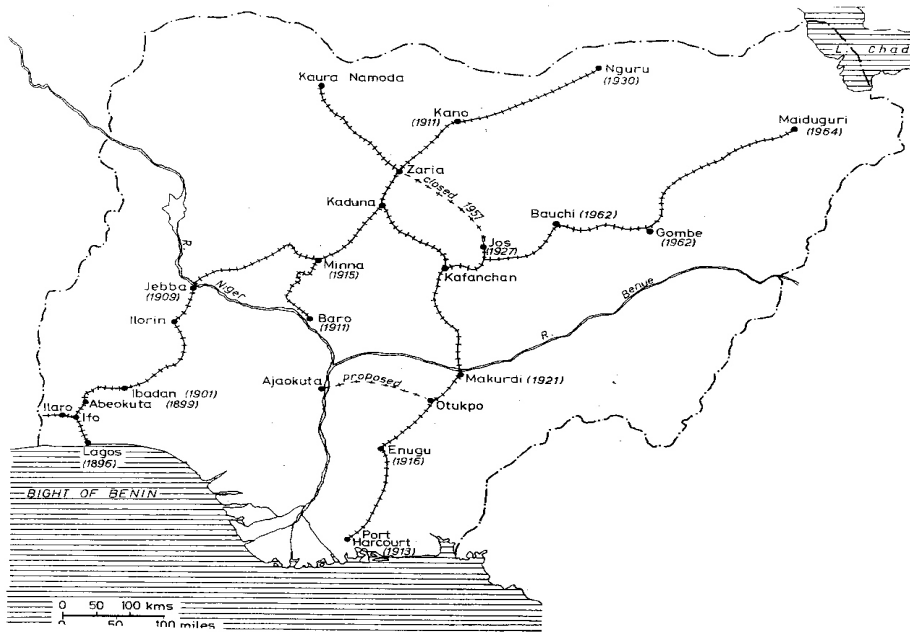 L. Chad
Nguru
(1930)
Kaura Namoda
Kano
(1911)
Maiduguri
(1964)
Zaria
closed 1957
Kaduna
Bauchi (1962)
Gombe
(1962)
Jos
(1927)
Minna
(1915)
Kafanchan
R. Niger
Jebba
(1909)
R. Benue
Baro
(1911)
Ilorin
Ajaokuta
proposed
Makurdi (1921)
Otukpo
Ibadan (1901)
Abeokuta (1899)
Ilaro
Ifo
Lagos
(1896)
Enugu
(1916)
BIGHT OF BENIN
Port
Harcourt
(1913)
0 50 100 kms
0 50 100 miles